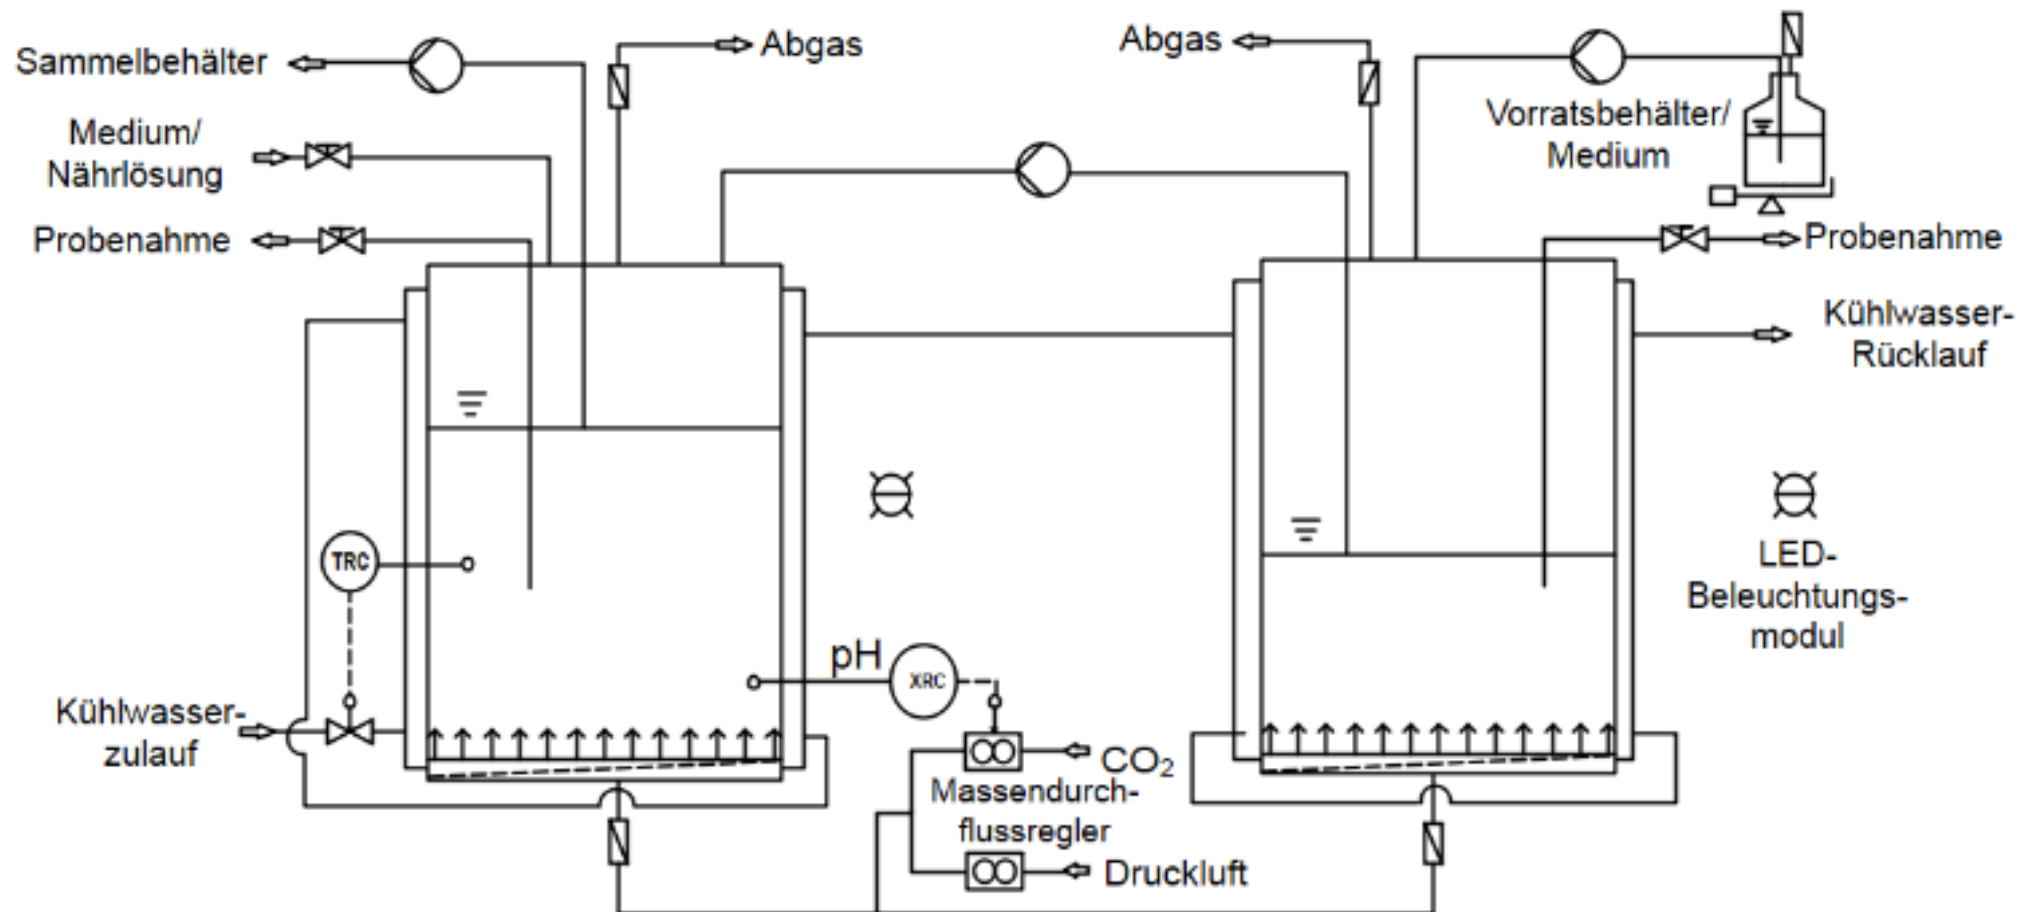 Sammelbehälter
Abgas
Abgas
Medium/
Nährlösung
Vorratsbehälter/
Medium
Probenahme
Probenahme
Kühlwasser-
Rücklauf
TRC
LED-
Beleuchtungs-
modul
pH
XRC
Kühlwasser-
zulauf
CO₂
Massendurch-
flussregler
Druckluft